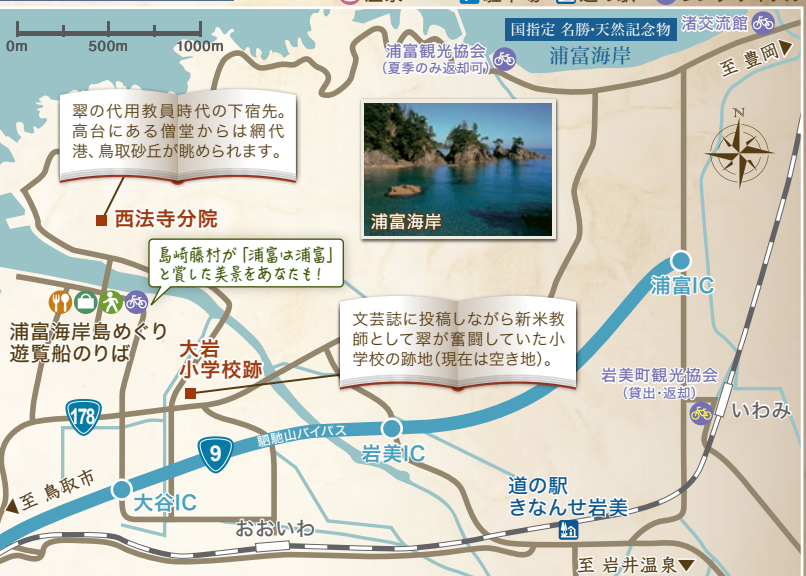 0m
500m
1000m
国指定 名勝・天然記念物
浦富海岸
渚交流館
至 豊岡
浦富観光協会
(夏季のみ返却可)
N
翠の代用教員時代の下宿先。
高台にある僧堂からは網代
港、鳥取砂丘が眺められます。
西法寺分院
浦富海岸
島崎藤村が「浦富は浦富」
と賞した美景をあなたも!
浦富IC
浦富海岸島めぐり
遊覧船のりば
大岩
小学校跡
文芸誌に投稿しながら新米教
師として翠が奮闘していた小
学校の跡地(現在は空き地)。
岩美町観光協会
(貸出・返却)
いわみ
178
9
駟馳山バイパス
岩美IC
至 鳥取市
大谷IC
道の駅
きなんせ岩美
おおいわ
至 岩井温泉